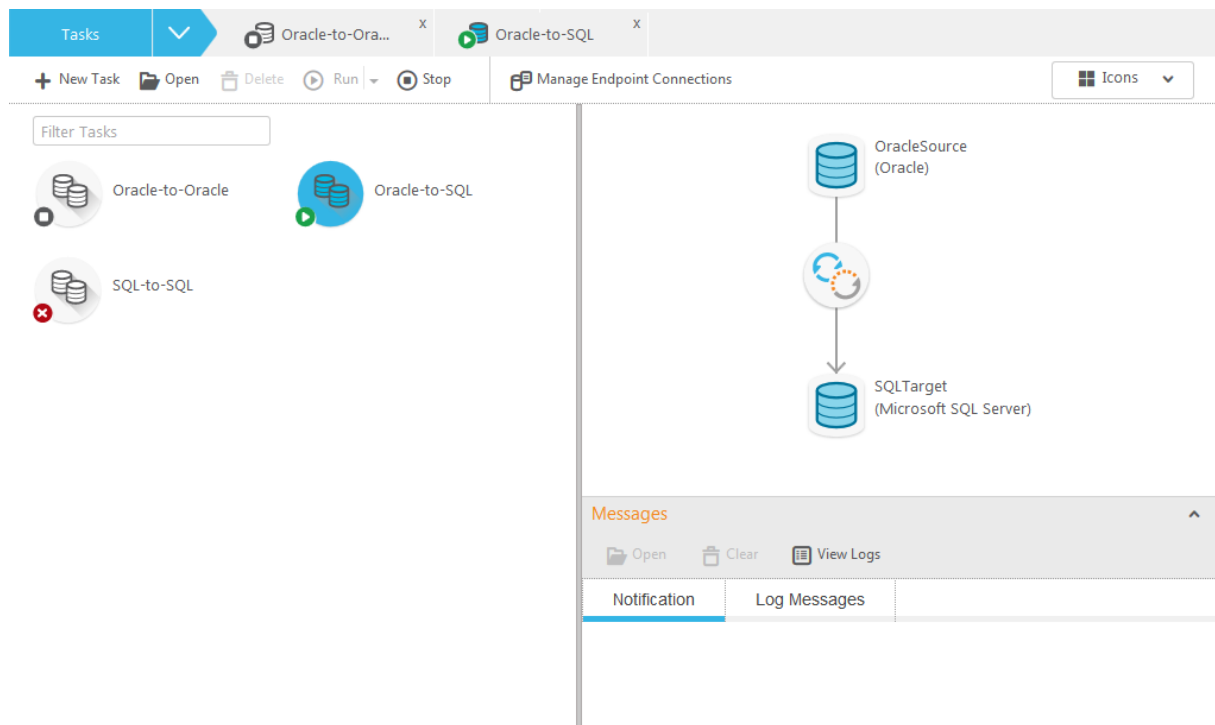 Tasks Oracle-to-Ora... x Oracle-to-SQL x
New Task Open Delete Run Stop Manage Endpoint Connections Icons
Filter Tasks
Oracle-to-Oracle Oracle-to-SQL
SQL-to-SQL
OracleSource
(Oracle)
SQLTarget
(Microsoft SQL Server)
Messages
Open Clear View Logs
Notification Log Messages